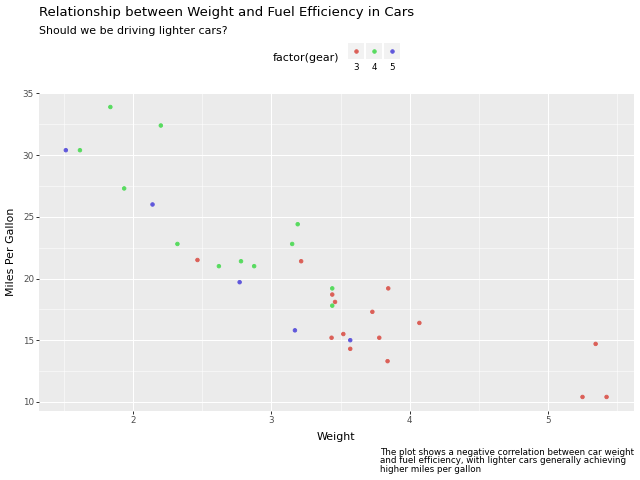 Relationship between Weight and Fuel Efficiency in Cars
Should we be driving lighter cars?
factor(gear)
3 4 5
35
30
25
20
15
10
Miles Per Gallon
2 3 4 5
Weight
The plot shows a negative correlation between car weight
and fuel efficiency, with lighter cars generally achieving
higher miles per gallon